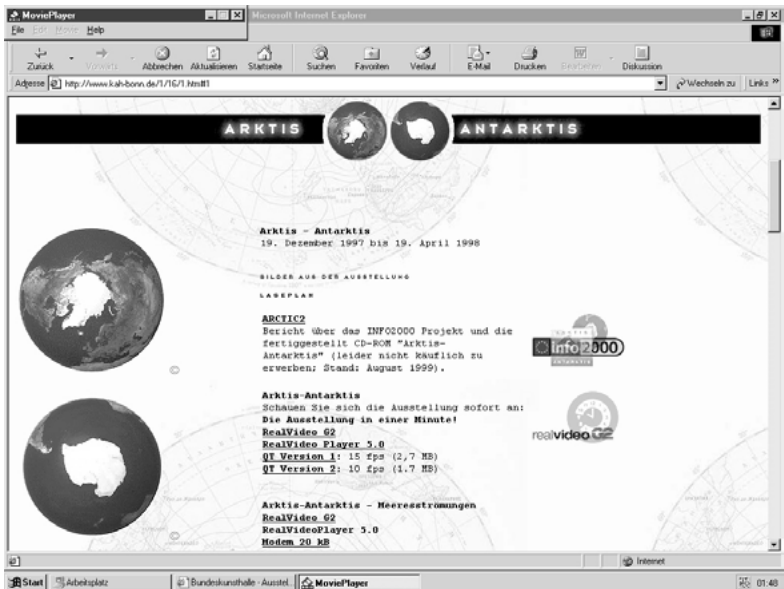 MoviePlayer
Microsoft Internet Explorer
File Edit Movie Help
Zurück Vorwärts Abbrechen Aktualisieren Startseite Suchen Favoriten Verlauf E-Mail Drucken Bearbeiten Diskussion
Adresse http://www.kah-bonn.de/1/16/1.htm#1 Wechseln zu Links »
ARKTIS ANTARKTIS
Arktis - Antarktis
19. Dezember 1997 bis 19. April 1998
BILDER AUS DER AUSSTELLUNG
LAGEPLAN
ARCTIC2
Bericht über das INFO2000 Projekt und die
fertiggestellt CD-ROM "Arktis-
Antarktis" (leider nicht käuflich zu
erwerben; Stand: August 1999).
ARKTIS
info2000
ANTARKTIS
©
Arktis-Antarktis
Schauen Sie sich die Ausstellung sofort an:
Die Ausstellung in einer Minute!
RealVideo G2
RealVideo Player 5.0
QT Version 1: 15 fps (2,7 MB)
QT Version 2: 10 fps (1.7 MB)
realvideo G2
Arktis-Antarktis - Meeresströmungen
RealVideo G2
RealVideoPlayer 5.0
Modem 20 kB
©
Internet
Start Arbeitsplatz Bundeskunsthalle - Ausstel... MoviePlayer 01:48